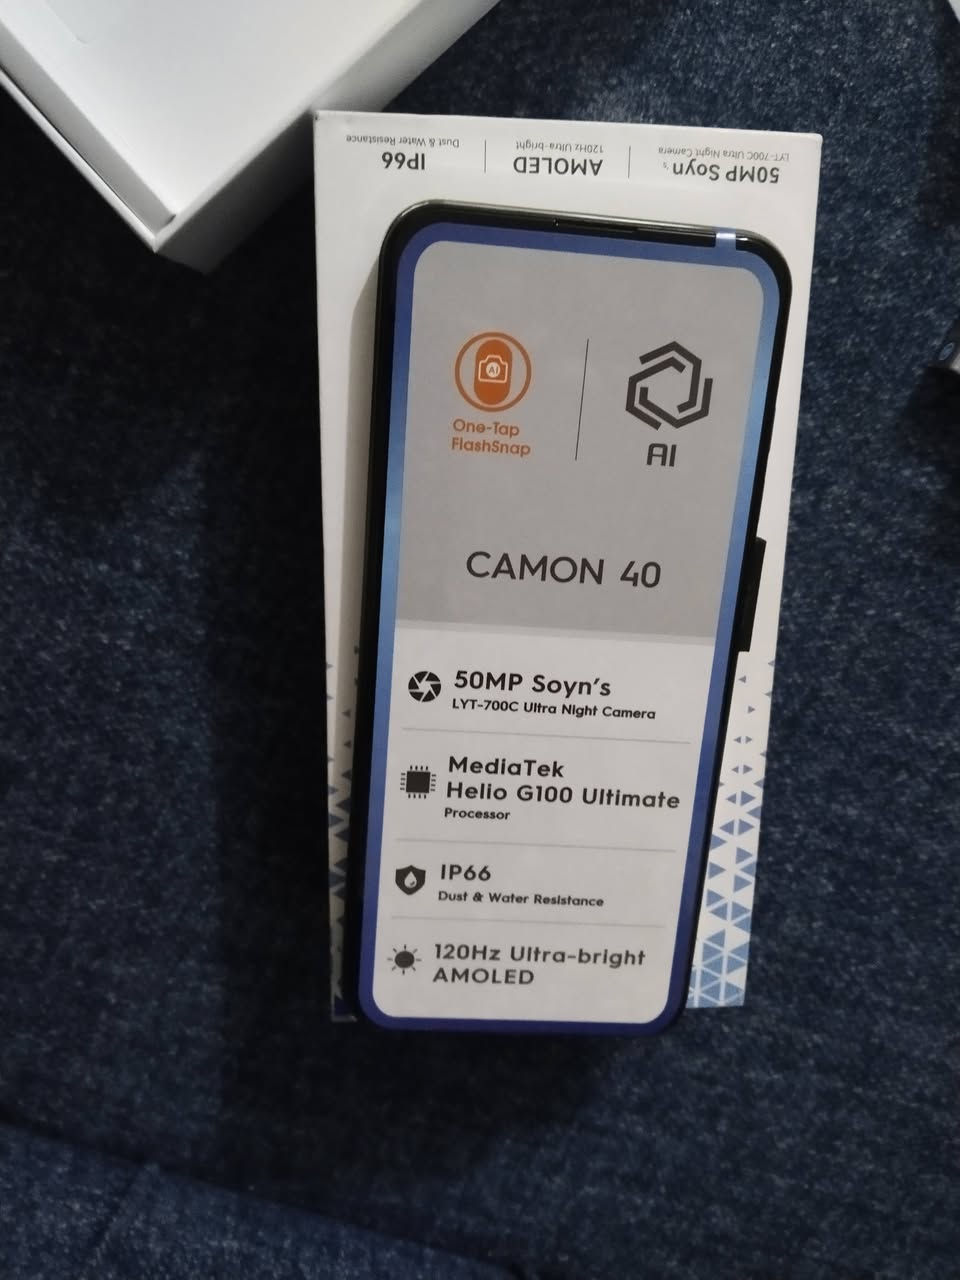 IP66
Dust & Water Resistance
AMOLED
120Hz Ultra-bright
50MP Soyn's
LYT-700C Ultra Night Camera
AI
One-Tap
FlashSnap
AI
CAMON 40
50MP Soyn's
LYT-700C Ultra Night Camera
MediaTek
Helio G100 Ultimate
Processor
IP66
Dust & Water Resistance
120Hz Ultra-bright
AMOLED